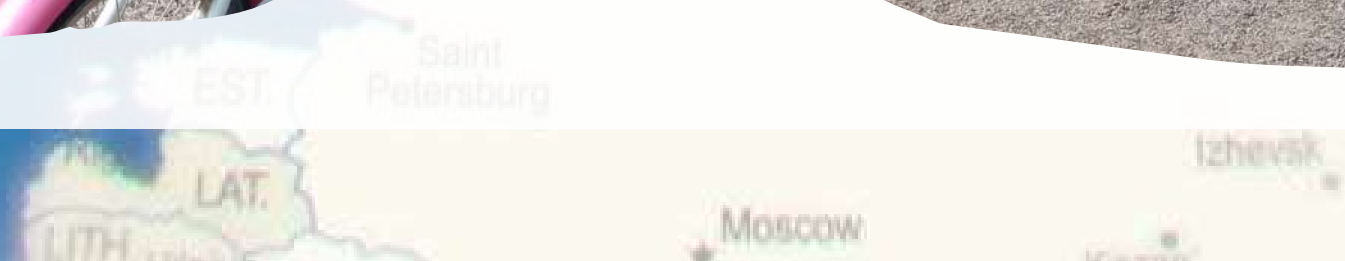 Saint
Petersburg
EST.
Izhevsk
LAT.
Moscow
LITH.